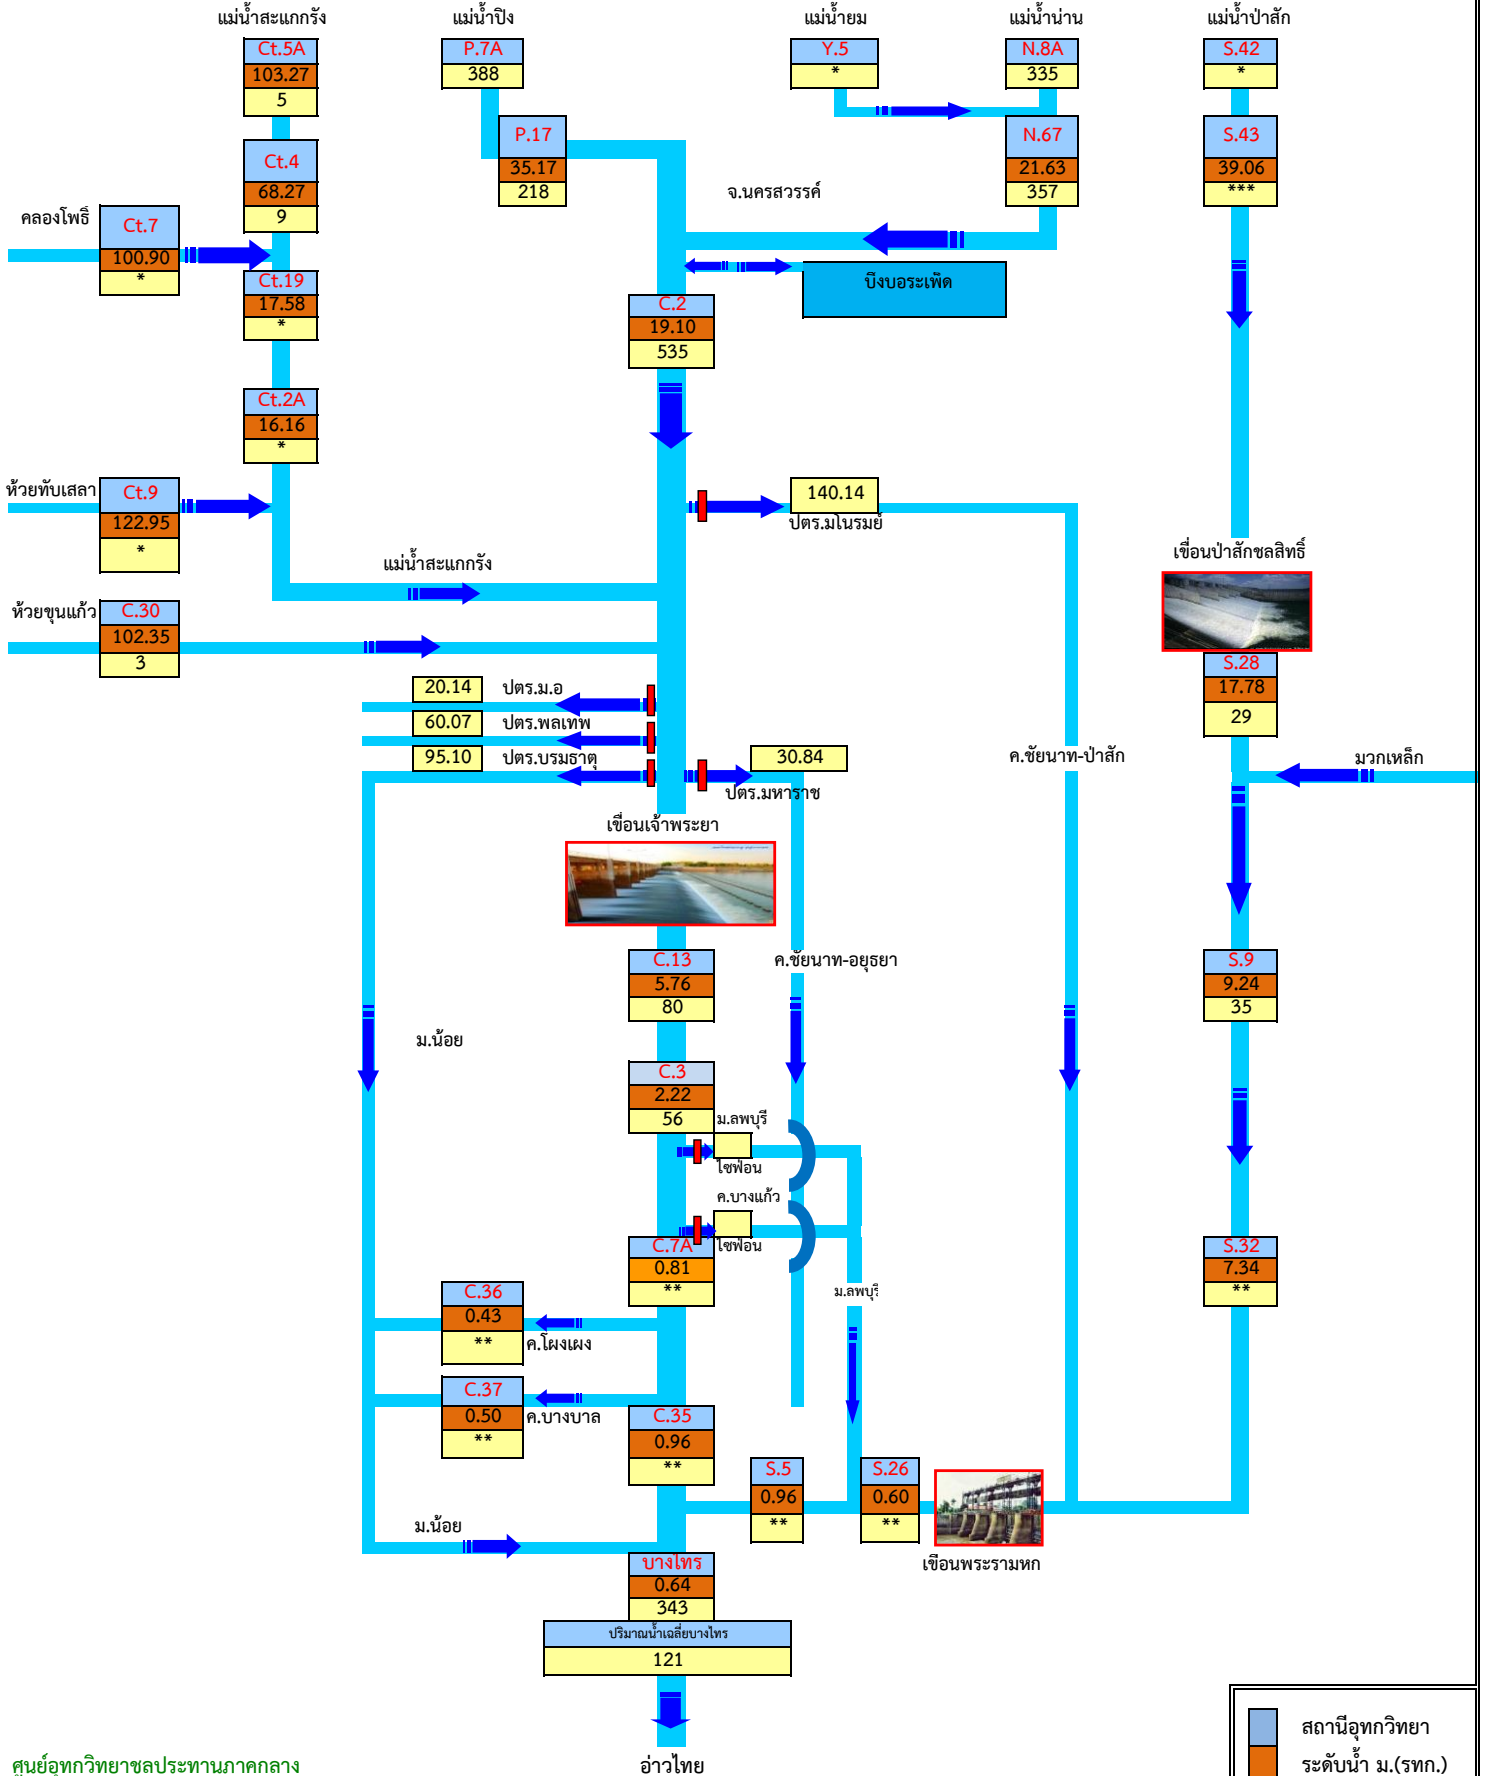 แม่น้ำสะแกกรัง
แม่น้ำปิง
แม่น้ำยม
แม่น้ำน่าน
แม่น้ำป่าสัก
Ct.5A
103.27
5
P.7A
388
Y.5
*
N.8A
335
S.42
*
Ct.4
68.27
9
P.17
35.17
218
N.67
21.63
357
S.43
39.06
***
จ.นครสวรรค์
คลองโพธิ์
Ct.7
100.90
*
Ct.19
17.58
*
บึงบอระเพ็ด
C.2
19.10
535
Ct.2A
16.16
*
ห้วยทับเสลา
Ct.9
122.95
*
140.14
ปตร.มโนรมย์
แม่น้ำสะแกกรัง
เขื่อนป่าสักชลสิทธิ์
ห้วยขุนแก้ว
C.30
102.35
3
S.28
17.78
29
20.14
ปตร.ม.อ
60.07
ปตร.พลเทพ
95.10
ปตร.บรมธาตุ
30.84
ปตร.มหาราช
ค.ชัยนาท-ป่าสัก
มวกเหล็ก
เขื่อนเจ้าพระยา
C.13
5.76
80
ค.ชัยนาท-อยุธยา
S.9
9.24
35
ม.น้อย
C.3
2.22
56
ม.ลพบุรี
ไซฟอน
ค.บางแก้ว
ไซฟอน
C.7A
0.81
**
S.32
7.34
**
ม.ลพบุรี
C.36
0.43
**
ค.โผงเผง
C.37
0.50
**
ค.บางบาล
C.35
0.96
**
S.5
0.96
**
S.26
0.60
**
ม.น้อย
เขือนพระรามหก
บางไทร
0.64
343
ปริมาณน้ำเฉลี่ยบางไทร
121
สถานีอุทกวิทยา
ระดับน้ำ ม.(รทก.)
ศูนย์อุทกวิทยาชลประทานภาคกลาง
อ่าวไทย